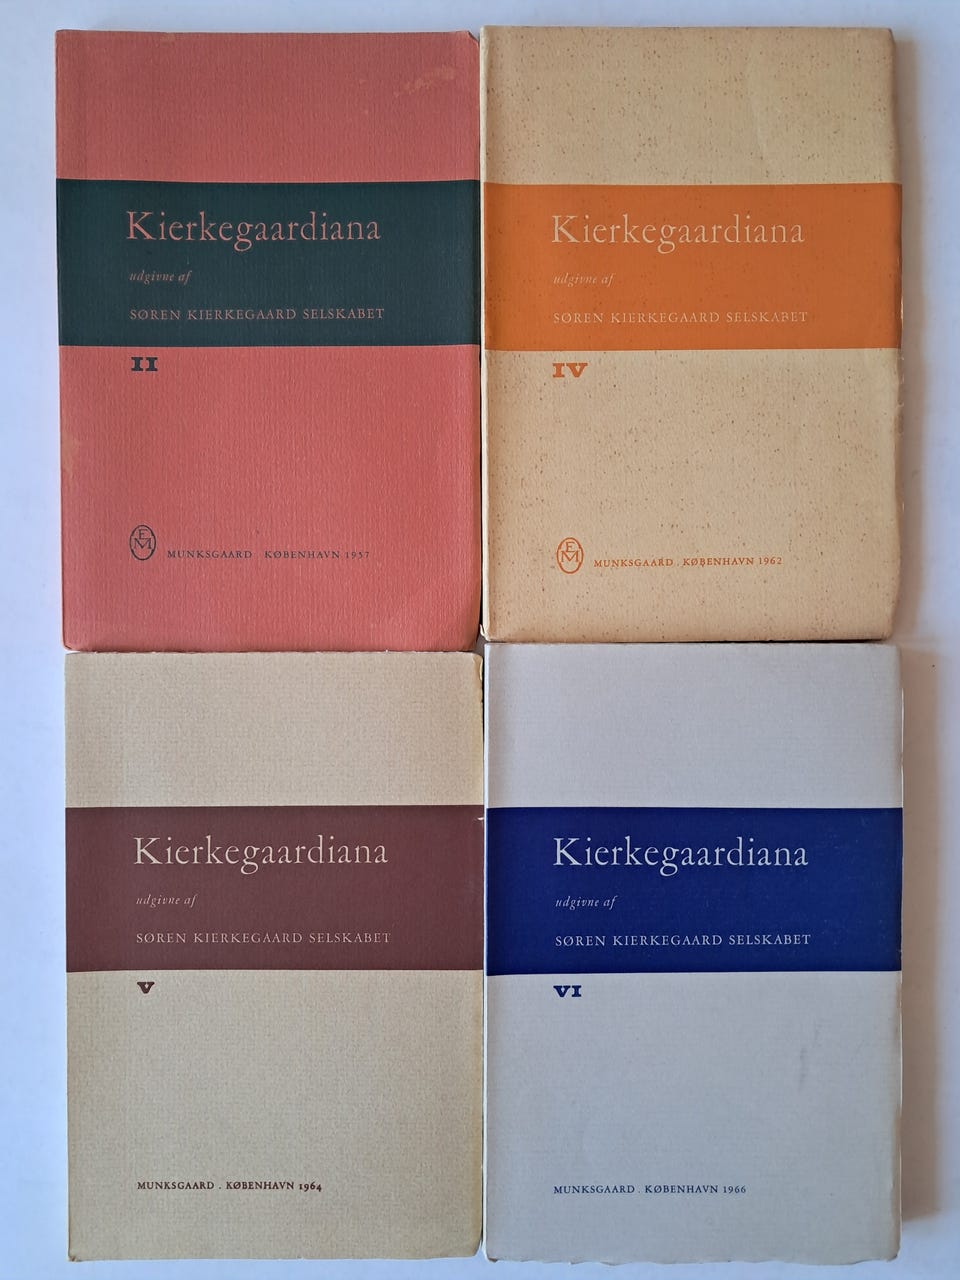 Kierkegaardiana
udgivne af
SØREN KIERKEGAARD SELSKABET
II
EM
MUNKSGAARD . KØBENHAVN 1957
Kierkegaardiana
udgivne af
SØREN KIERKEGAARD SELSKABET
IV
EM
MUNKSGAARD . KØBENHAVN 1962
Kierkegaardiana
udgivne af
SØREN KIERKEGAARD SELSKABET
V
MUNKSGAARD . KØBENHAVN 1964
Kierkegaardiana
udgivne af
SØREN KIERKEGAARD SELSKABET
VI
MUNKSGAARD . KØBENHAVN 1966